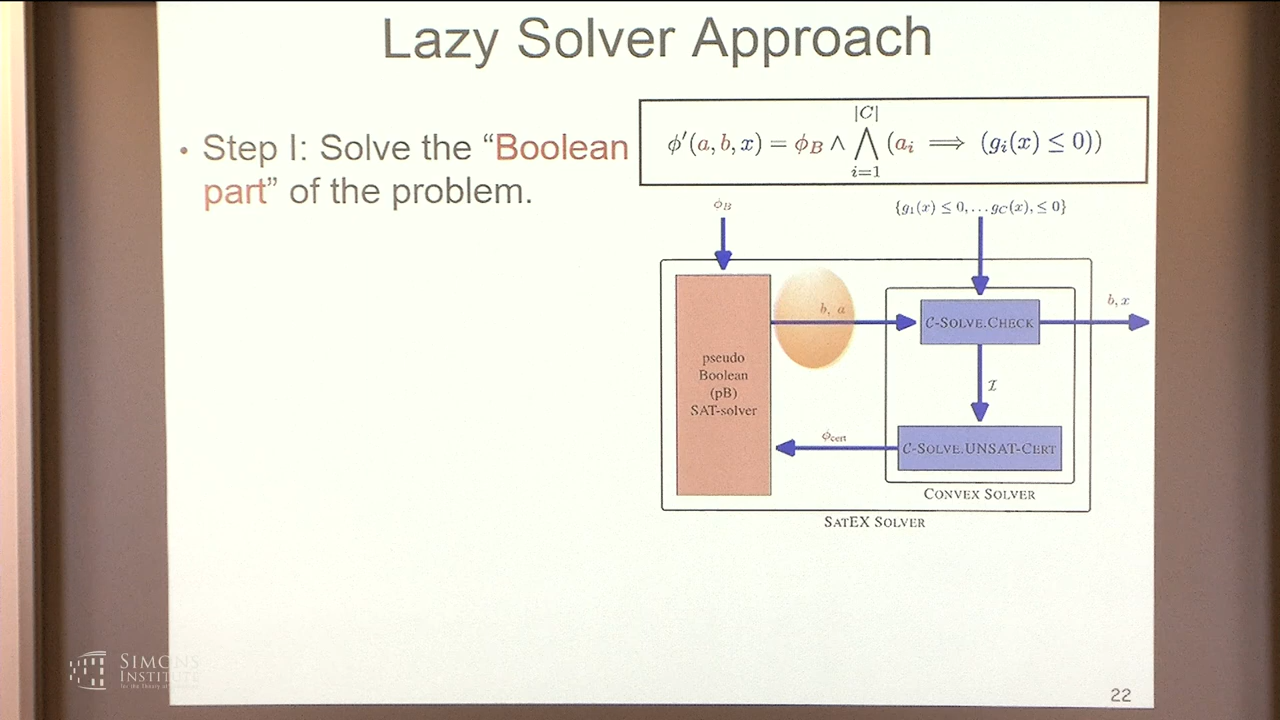 Lazy Solver Approach
• Step I: Solve the “Boolean
part” of the problem.
|C|
ϕ′(a, b, x) = ϕ_B ∧ ⋀ (a_i ⟹ (g_i(x) ≤ 0))
i=1
ϕ_B
{g_1(x) ≤ 0, … g_C(x), ≤ 0}
b, a
C-SOLVE.CHECK
b, x
pseudo
Boolean
(pB)
SAT-solver
I
ϕ_cert
C-SOLVE.UNSAT-CERT
CONVEX SOLVER
SATEX SOLVER
SIMONS
INSTITUTE
22